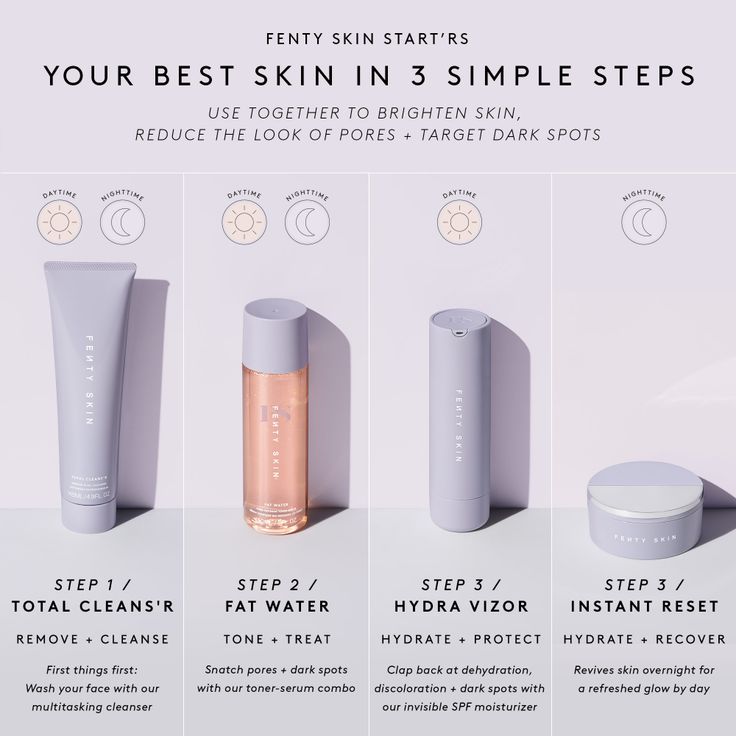 FENTY SKIN START'RS
YOUR BEST SKIN IN 3 SIMPLE STEPS
USE TOGETHER TO BRIGHTEN SKIN,
REDUCE THE LOOK OF PORES + TARGET DARK SPOTS
DAYTIME
NIGHTTIME
DAYTIME
NIGHTTIME
DAYTIME
NIGHTTIME
FENTY SKIN
TOTAL CLEANS'R
145ML/4.9FL.OZ
FS
FENTY SKIN
FAT WATER
FENTY SKIN
FENTY SKIN
STEP 1 /
TOTAL CLEANS'R
REMOVE + CLEANSE
First things first:
Wash your face with our
multitasking cleanser
STEP 2 /
FAT WATER
TONE + TREAT
Snatch pores + dark spots
with our toner-serum combo
STEP 3 /
HYDRA VIZOR
HYDRATE + PROTECT
Clap back at dehydration,
discoloration + dark spots with
our invisible SPF moisturizer
STEP 3 /
INSTANT RESET
HYDRATE + RECOVER
Revives skin overnight for
a refreshed glow by day